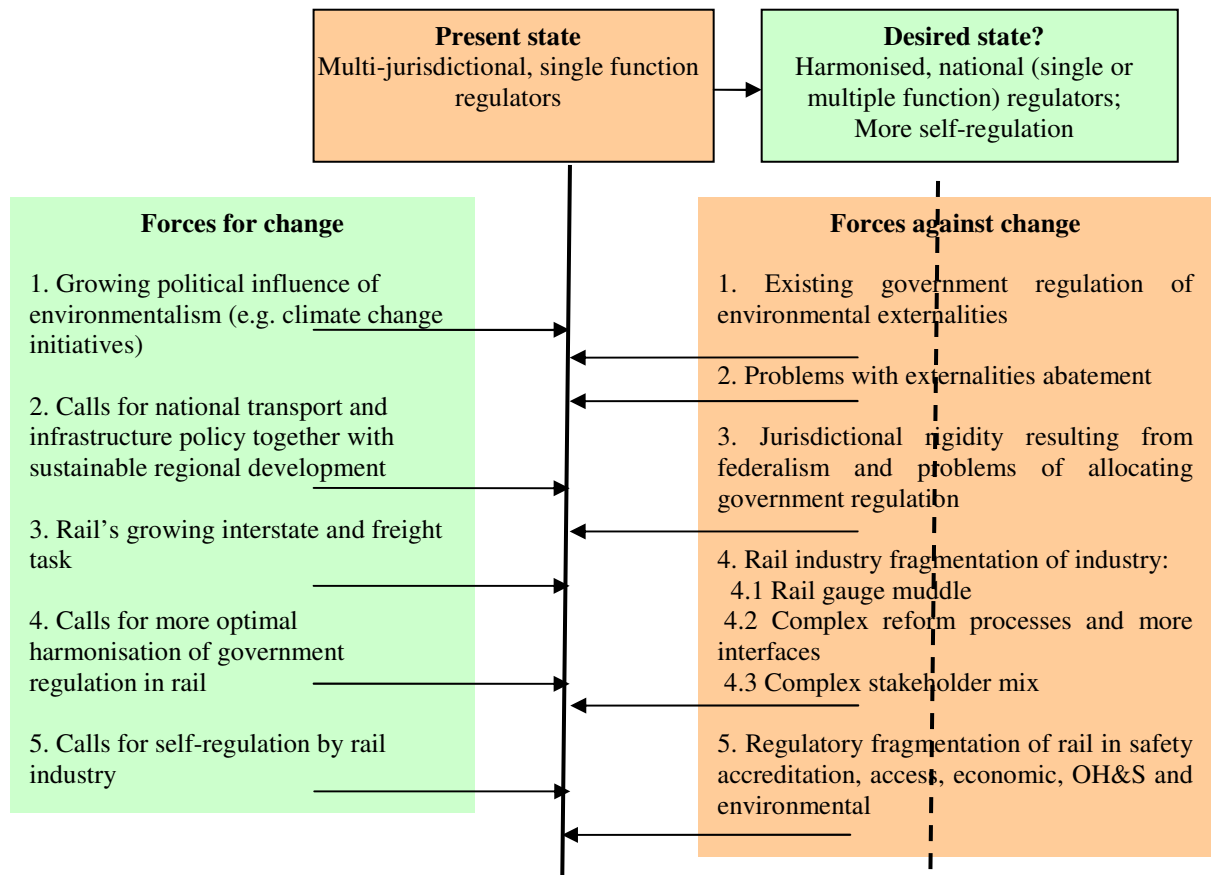 Present state
Multi-jurisdictional, single function
regulators
Desired state?
Harmonised, national (single or
multiple function) regulators;
More self-regulation
Forces for change
1. Growing political influence of
environmentalism (e.g. climate change
initiatives)
2. Calls for national transport and
infrastructure policy together with
sustainable regional development
3. Rail’s growing interstate and freight
task
4. Calls for more optimal
harmonisation of government
regulation in rail
5. Calls for self-regulation by rail
industry
Forces against change
1. Existing government regulation of
environmental externalities
2. Problems with externalities abatement
3. Jurisdictional rigidity resulting from
federalism and problems of allocating
government regulation
4. Rail industry fragmentation of industry:
4.1 Rail gauge muddle
4.2 Complex reform processes and more
interfaces
4.3 Complex stakeholder mix
5. Regulatory fragmentation of rail in safety
accreditation, access, economic, OH&S and
environmental